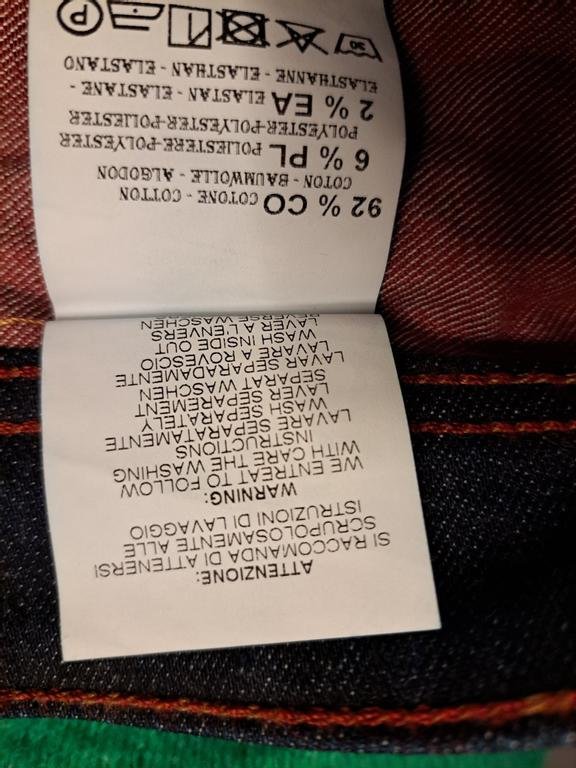 ATTENZIONE:
SI RACCOMANDA DI ATTENERSI
SCRUPOLOSAMENTE ALLE
ISTRUZIONI DI LAVAGGIO
WARNING:
WE ENTREAT TO FOLLOW
WITH CARE THE WASHING
INSTRUCTIONS
LAVARE SEPARATAMENTE
WASH SEPARATELY
LAVER SEPAREMENT
SEPARAT WASCHEN
LAVAR SEPARADAMENTE
LAVARE A ROVESCIO
WASH INSIDE OUT
LAVER A L'ENVERS
REVERSE WASCHEN
92 % CO COTONE - COTTON
COTON - BAUMWOLLE - ALGODON
6 % PL POLIESTERE-POLYESTER
POLYESTER-POLYESTER-POLIESTER
2 % EA ELASTAN - ELASTANE -
ELASTHANNE - ELASTHAN - ELASTANO
30 P